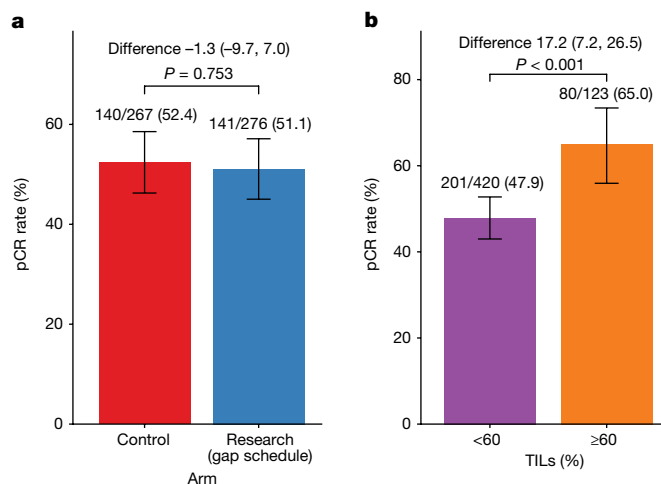 a
Difference –1.3 (–9.7, 7.0)
P = 0.753
140/267 (52.4)
141/276 (51.1)
60
40
20
0
pCR rate (%)
Control
Research
(gap schedule)
Arm
b
Difference 17.2 (7.2, 26.5)
P < 0.001
80/123 (65.0)
201/420 (47.9)
80
60
40
20
0
pCR rate (%)
<60
≥60
TILs (%)